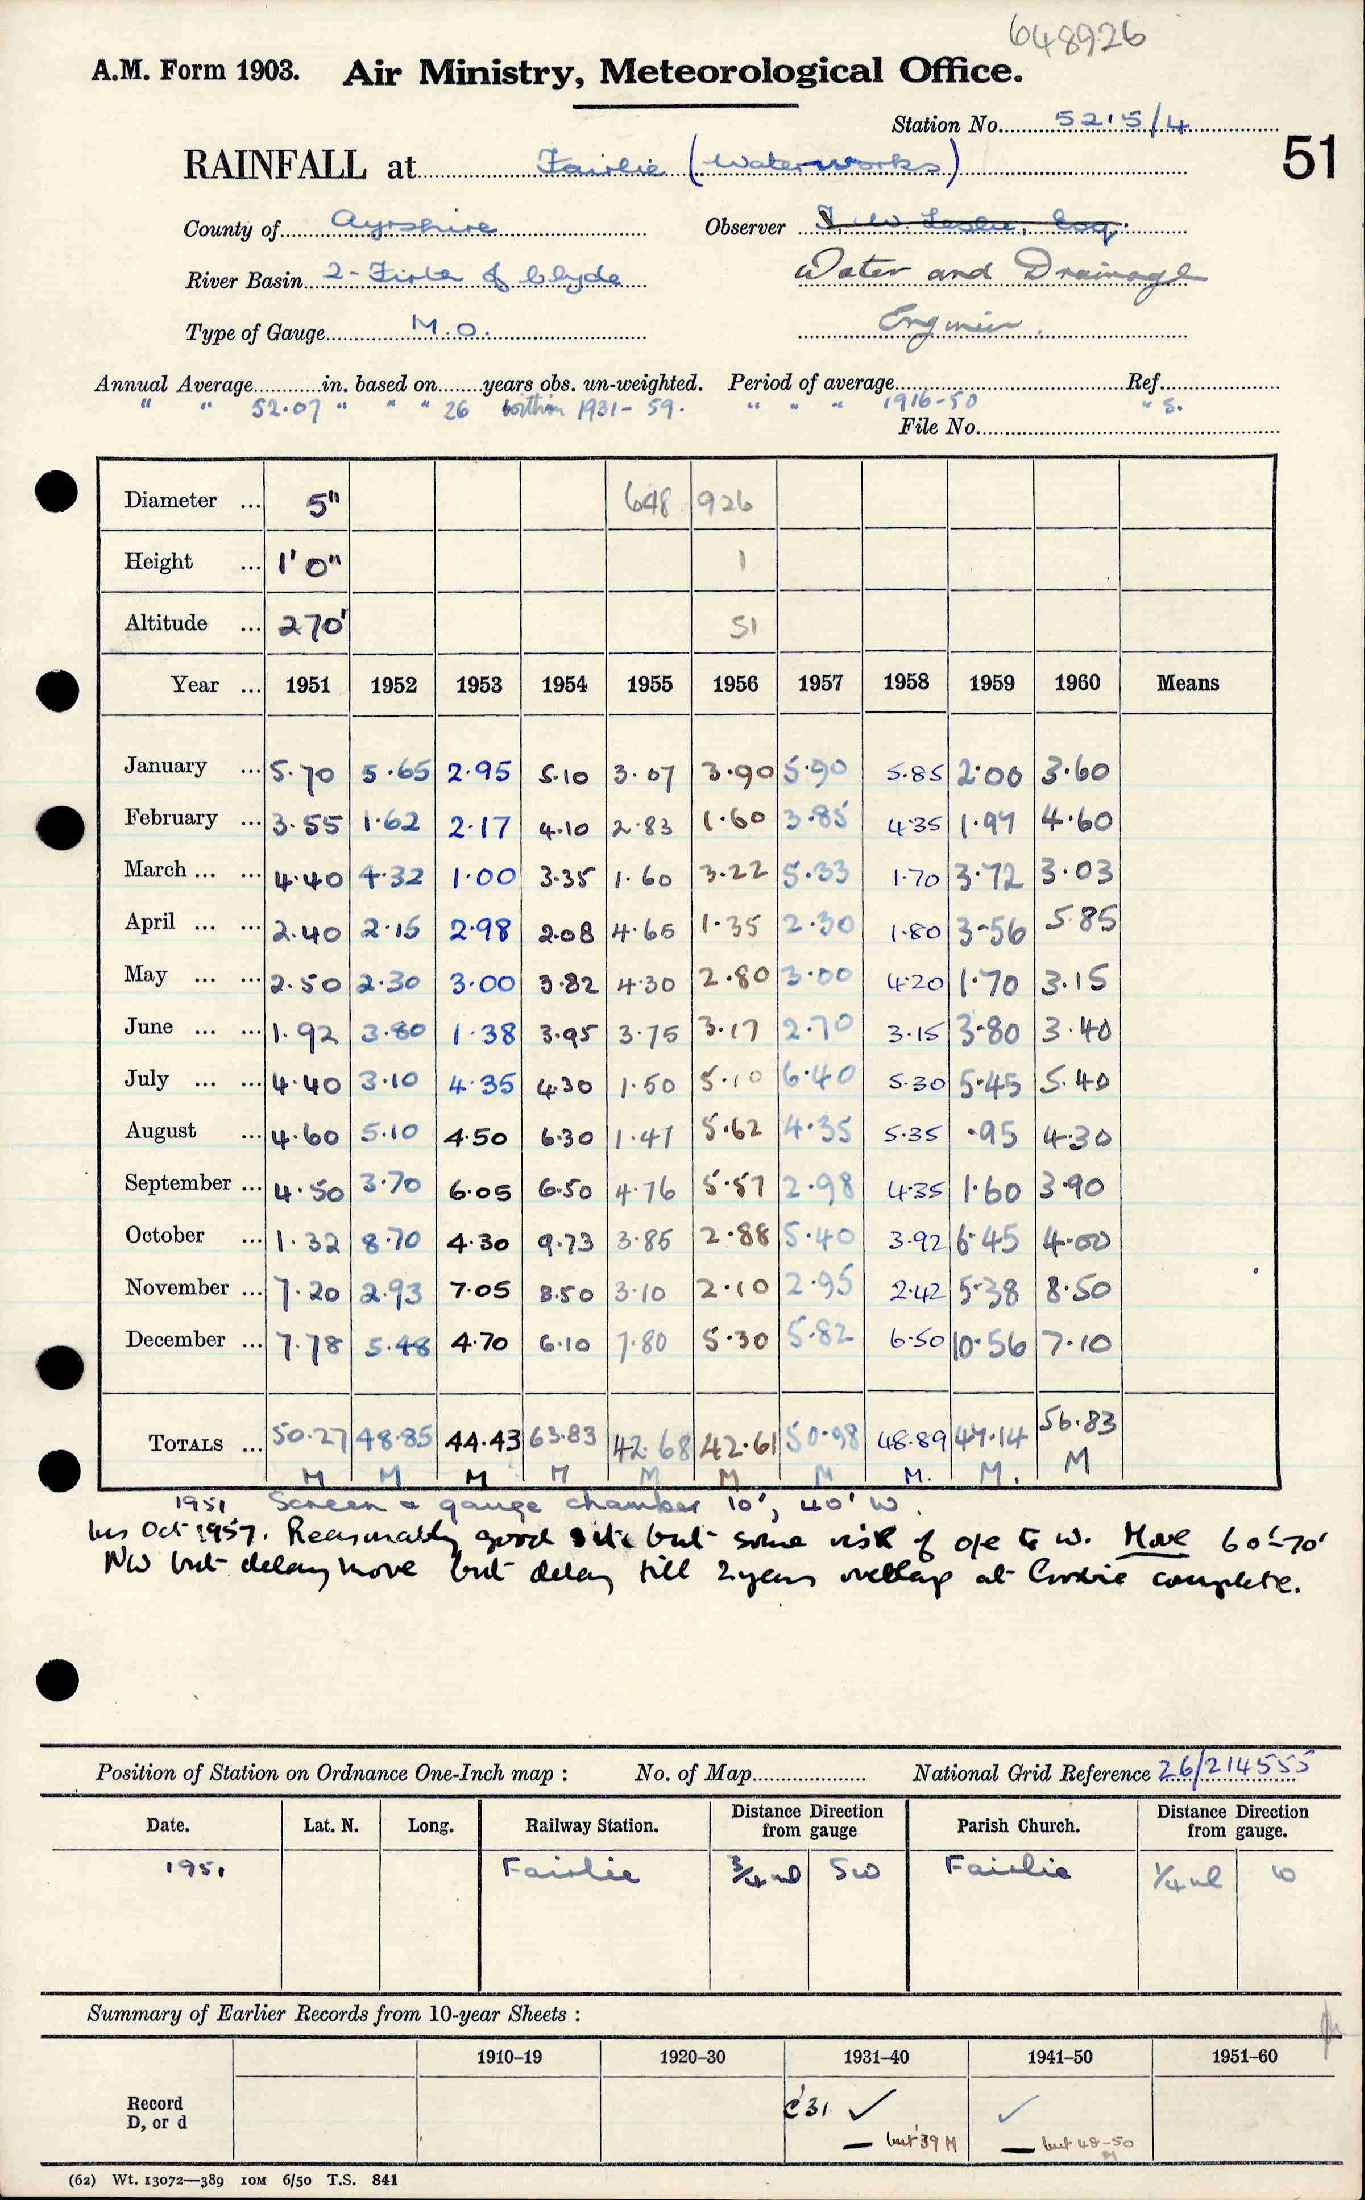 648926
A.M. Form 1903. Air Ministry, Meteorological Office.
Station No. 5215/4
51
RAINFALL at Fairlie (Waterworks)
County of Ayrshire Observer J. W. Leslie, Esq.
River Basin 2 - Firth of Clyde Water and Drainage
Type of Gauge M.O. Engineer.
Annual Average in. based on years obs. un-weighted. Period of average Ref.
" " 52.07 " " " 26 within 1931-59. " " " 1916-50 " S.
File No.
Diameter ... 5" 648 926
Height ... 1' 0" 1
Altitude ... 270' 51
Year ... 1951 1952 1953 1954 1955 1956 1957 1958 1959 1960 Means
January ... 5.70 5.65 2.95 5.10 3.07 3.90 5.90 5.85 2.00 3.60
February ... 3.55 1.62 2.17 4.10 2.83 1.60 3.85 4.35 1.97 4.60
March ... ... 4.40 4.32 1.00 3.35 1.60 3.22 5.33 1.70 3.72 3.03
April ... ... 2.40 2.15 2.98 2.08 4.65 1.35 2.30 1.80 3.56 5.85
May ... ... 2.50 2.30 3.00 3.82 4.30 2.80 3.00 4.20 1.70 3.15
June ... ... 1.92 3.80 1.38 3.95 3.75 3.17 2.70 3.15 3.80 3.40
July ... ... 4.40 3.10 4.35 4.30 1.50 5.10 6.40 5.30 5.45 5.40
August ... 4.60 5.10 4.50 6.30 1.47 5.62 4.35 5.35 .95 4.30
September ... 4.50 3.70 6.05 6.50 4.76 5.57 2.98 4.35 1.60 3.90
October ... 1.32 8.70 4.30 9.73 3.85 2.88 5.40 3.92 6.45 4.00
November ... 7.20 2.93 7.05 8.50 3.10 2.10 2.95 2.42 5.38 8.50
December ... 7.78 5.48 4.70 6.10 7.80 5.30 5.82 6.50 10.56 7.10
TOTALS ... 50.27 48.85 44.43 63.83 42.68 42.61 50.98 48.89 47.14 56.83
M M M M M M M M. M. M
1951 Screen & gauge chamber 10', 40' W.
Ins Oct 1957. Reasonably good site but some risk of o/e to W. Move 60'-70'
NW but delay move but delay till 2 years overlap at complete.
Position of Station on Ordnance One-Inch map : No. of Map National Grid Reference 26/214555
Date. Lat. N. Long. Railway Station. Distance Direction from gauge Parish Church. Distance Direction from gauge.
1951 Fairlie 3/4 ml SW Fairlie 1/4 ml W
Summary of Earlier Records from 10-year Sheets :
1910-19 1920-30 1931-40 1941-50 1951-60
Record
D, or d
c'31 ✓ ✓
— but '39 M — but 48-50 M
(62) Wt. 13072—389 10M 6/50 T.S. 841